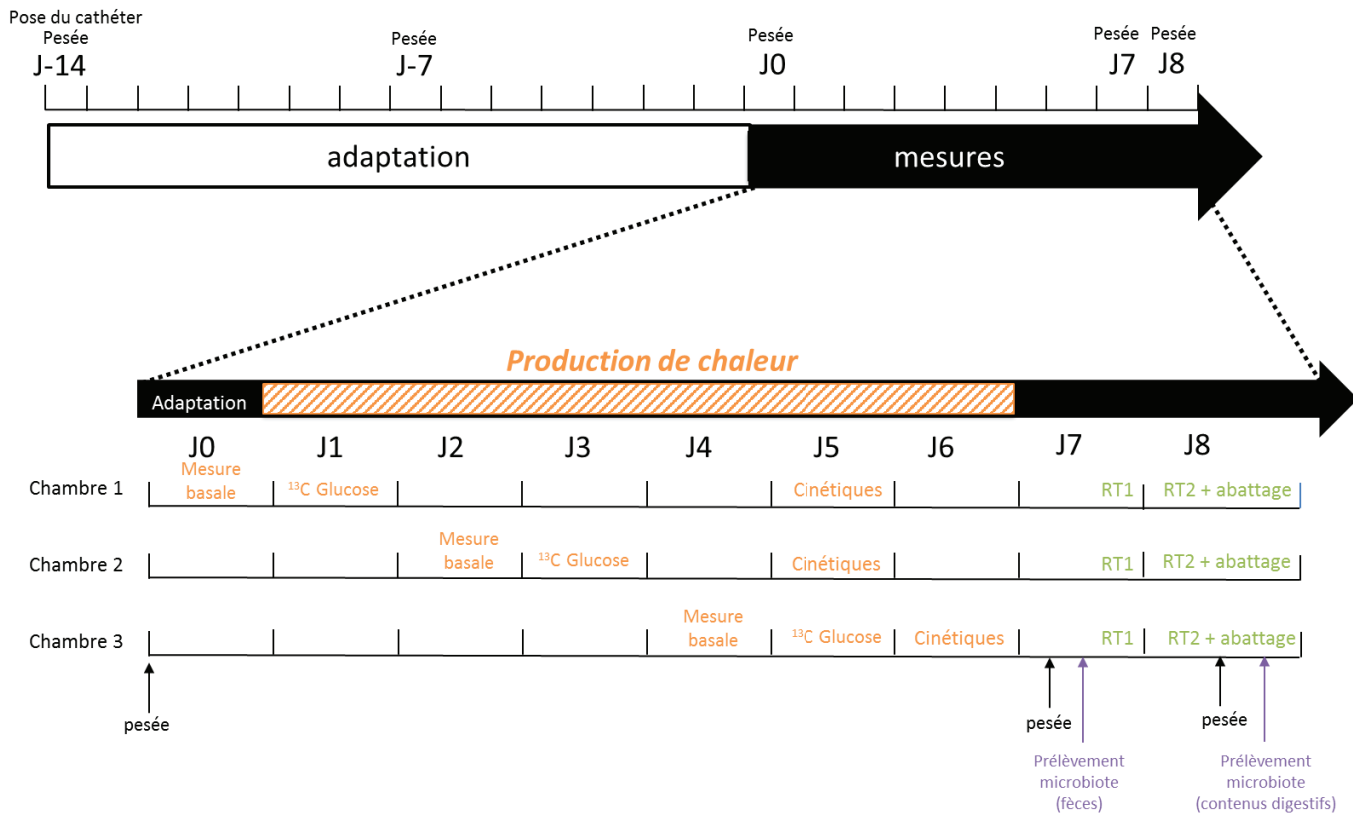 Pose du cathéter
Pesée Pesée Pesée Pesée Pesée
J-14 J-7 J0 J7 J8
adaptation mesures
Production de chaleur
Adaptation
J0 J1 J2 J3 J4 J5 J6 J7 J8
Chambre 1
Mesure
basale
¹³C Glucose
Cinétiques
RT1
RT2 + abattage
Chambre 2
Mesure
basale
¹³C Glucose
Cinétiques
RT1
RT2 + abattage
Chambre 3
Mesure
basale
¹³C Glucose
Cinétiques
RT1
RT2 + abattage
pesée
pesée
pesée
Prélèvement
microbiote
(fèces)
Prélèvement
microbiote
(contenus digestifs)